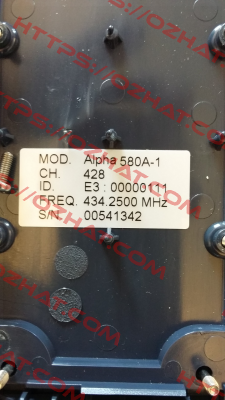 HTTPS://OZHAT.COM
MOD. Alpha 580A-1
CH. 428
ID. E3 : 00000111
FREQ. 434.2500 MHz
S/N. 00541342